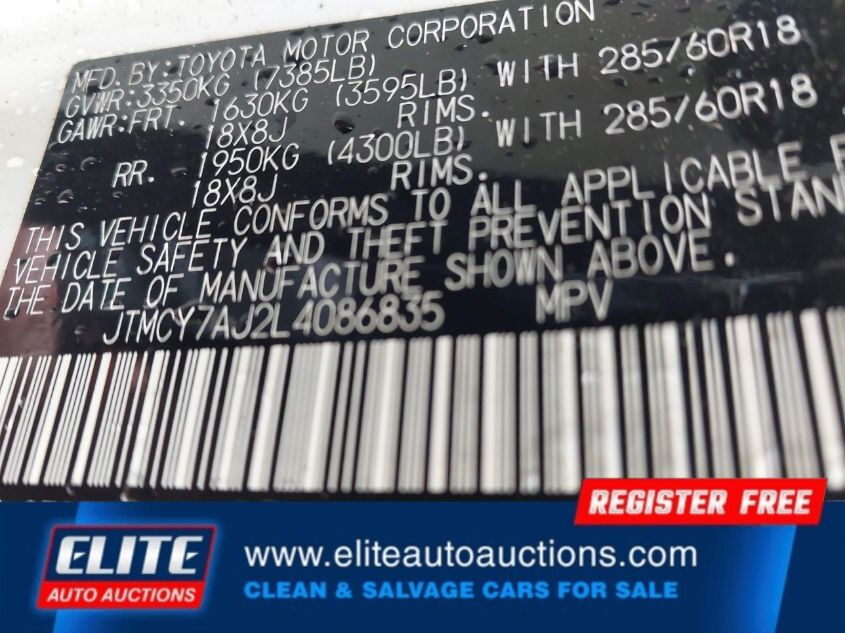 MFD. BY: TOYOTA MOTOR CORPORATION
GVWR: 3350KG (7385LB)
GAWR: FRT. 1630KG (3595LB) WITH 285/60R18
18X8J RIMS.
RR. 1950KG (4300LB) WITH 285/60R18
18X8J RIMS.
THIS VEHICLE CONFORMS TO ALL APPLICABLE F
VEHICLE SAFETY AND THEFT PREVENTION STAN
THE DATE OF MANUFACTURE SHOWN ABOVE.
JTMCY7AJ2L4086835 MPV
REGISTER FREE
ELITE
AUTO AUCTIONS
www.eliteautoauctions.com
CLEAN & SALVAGE CARS FOR SALE